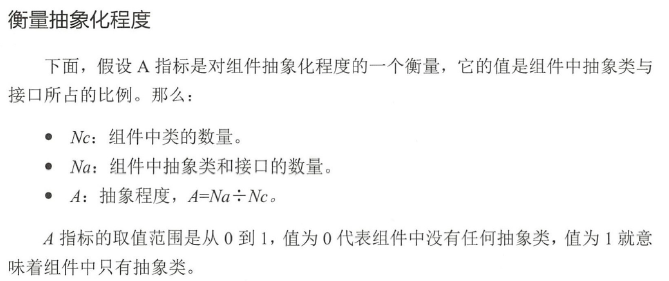 衡量抽象化程度
下面，假设 A 指标是对组件抽象化程度的一个衡量，它的值是组件中抽象类与
接口所占的比例。那么：
● Nc：组件中类的数量。
● Na：组件中抽象类和接口的数量。
● A：抽象程度，A=Na÷Nc。
A 指标的取值范围是从 0 到 1，值为 0 代表组件中没有任何抽象类，值为 1 就意
味着组件中只有抽象类。